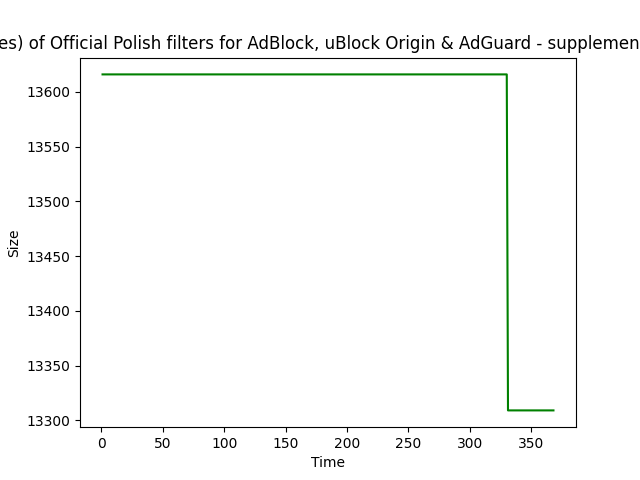 es) of Official Polish filters for AdBlock, uBlock Origin & AdGuard - supplemen
13600
13550
13500
13450
13400
13350
13300
Size
0 50 100 150 200 250 300 350
Time